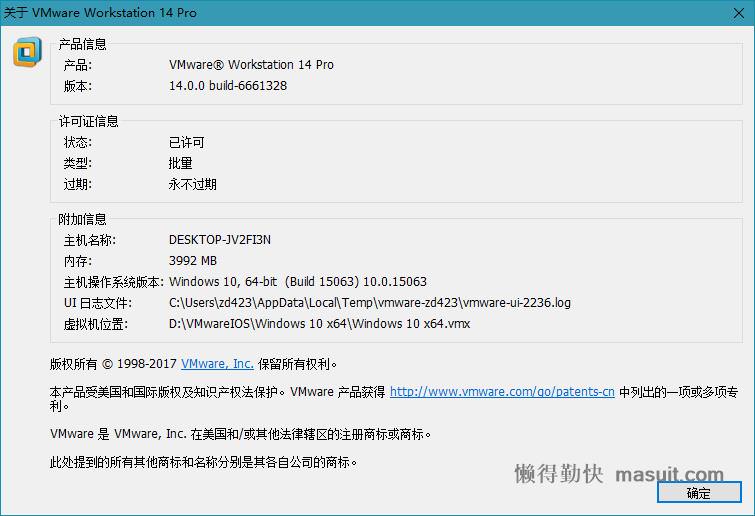 关于 VMware Workstation 14 Pro
产品信息
产品: VMware® Workstation 14 Pro
版本: 14.0.0 build-6661328
许可证信息
状态: 已许可
类型: 批量
过期: 永不过期
附加信息
主机名称: DESKTOP-JV2FI3N
内存: 3992 MB
主机操作系统版本: Windows 10, 64-bit (Build 15063) 10.0.15063
UI 日志文件: C:\Users\zd423\AppData\Local\Temp\vmware-zd423\vmware-ui-2236.log
虚拟机位置: D:\VMwareIOS\Windows 10 x64\Windows 10 x64.vmx
版权所有 © 1998-2017 VMware, Inc. 保留所有权利。
本产品受美国和国际版权及知识产权法保护。VMware 产品获得 http://www.vmware.com/go/patents-cn 中列出的一项或多项专
利。
VMware 是 VMware, Inc. 在美国和/或其他法律辖区的注册商标或商标。
此处提到的所有其他商标和名称分别是其各自公司的商标。
懒得勤快 masuit.com
确定